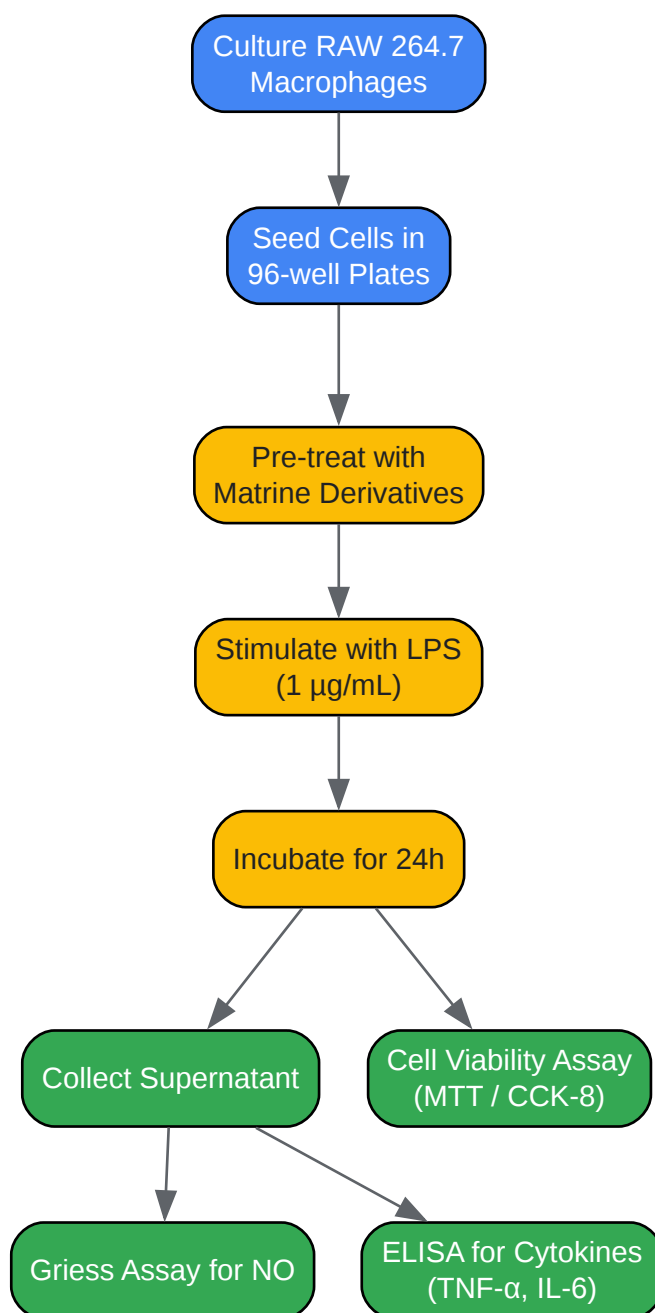 Culture RAW 264.7
Macrophages
Seed Cells in
96-well Plates
Pre-treat with
Matrine Derivatives
Stimulate with LPS
(1 µg/mL)
Incubate for 24h
Collect Supernatant
Cell Viability Assay
(MTT / CCK-8)
Griess Assay for NO
ELISA for Cytokines
(TNF-α, IL-6)